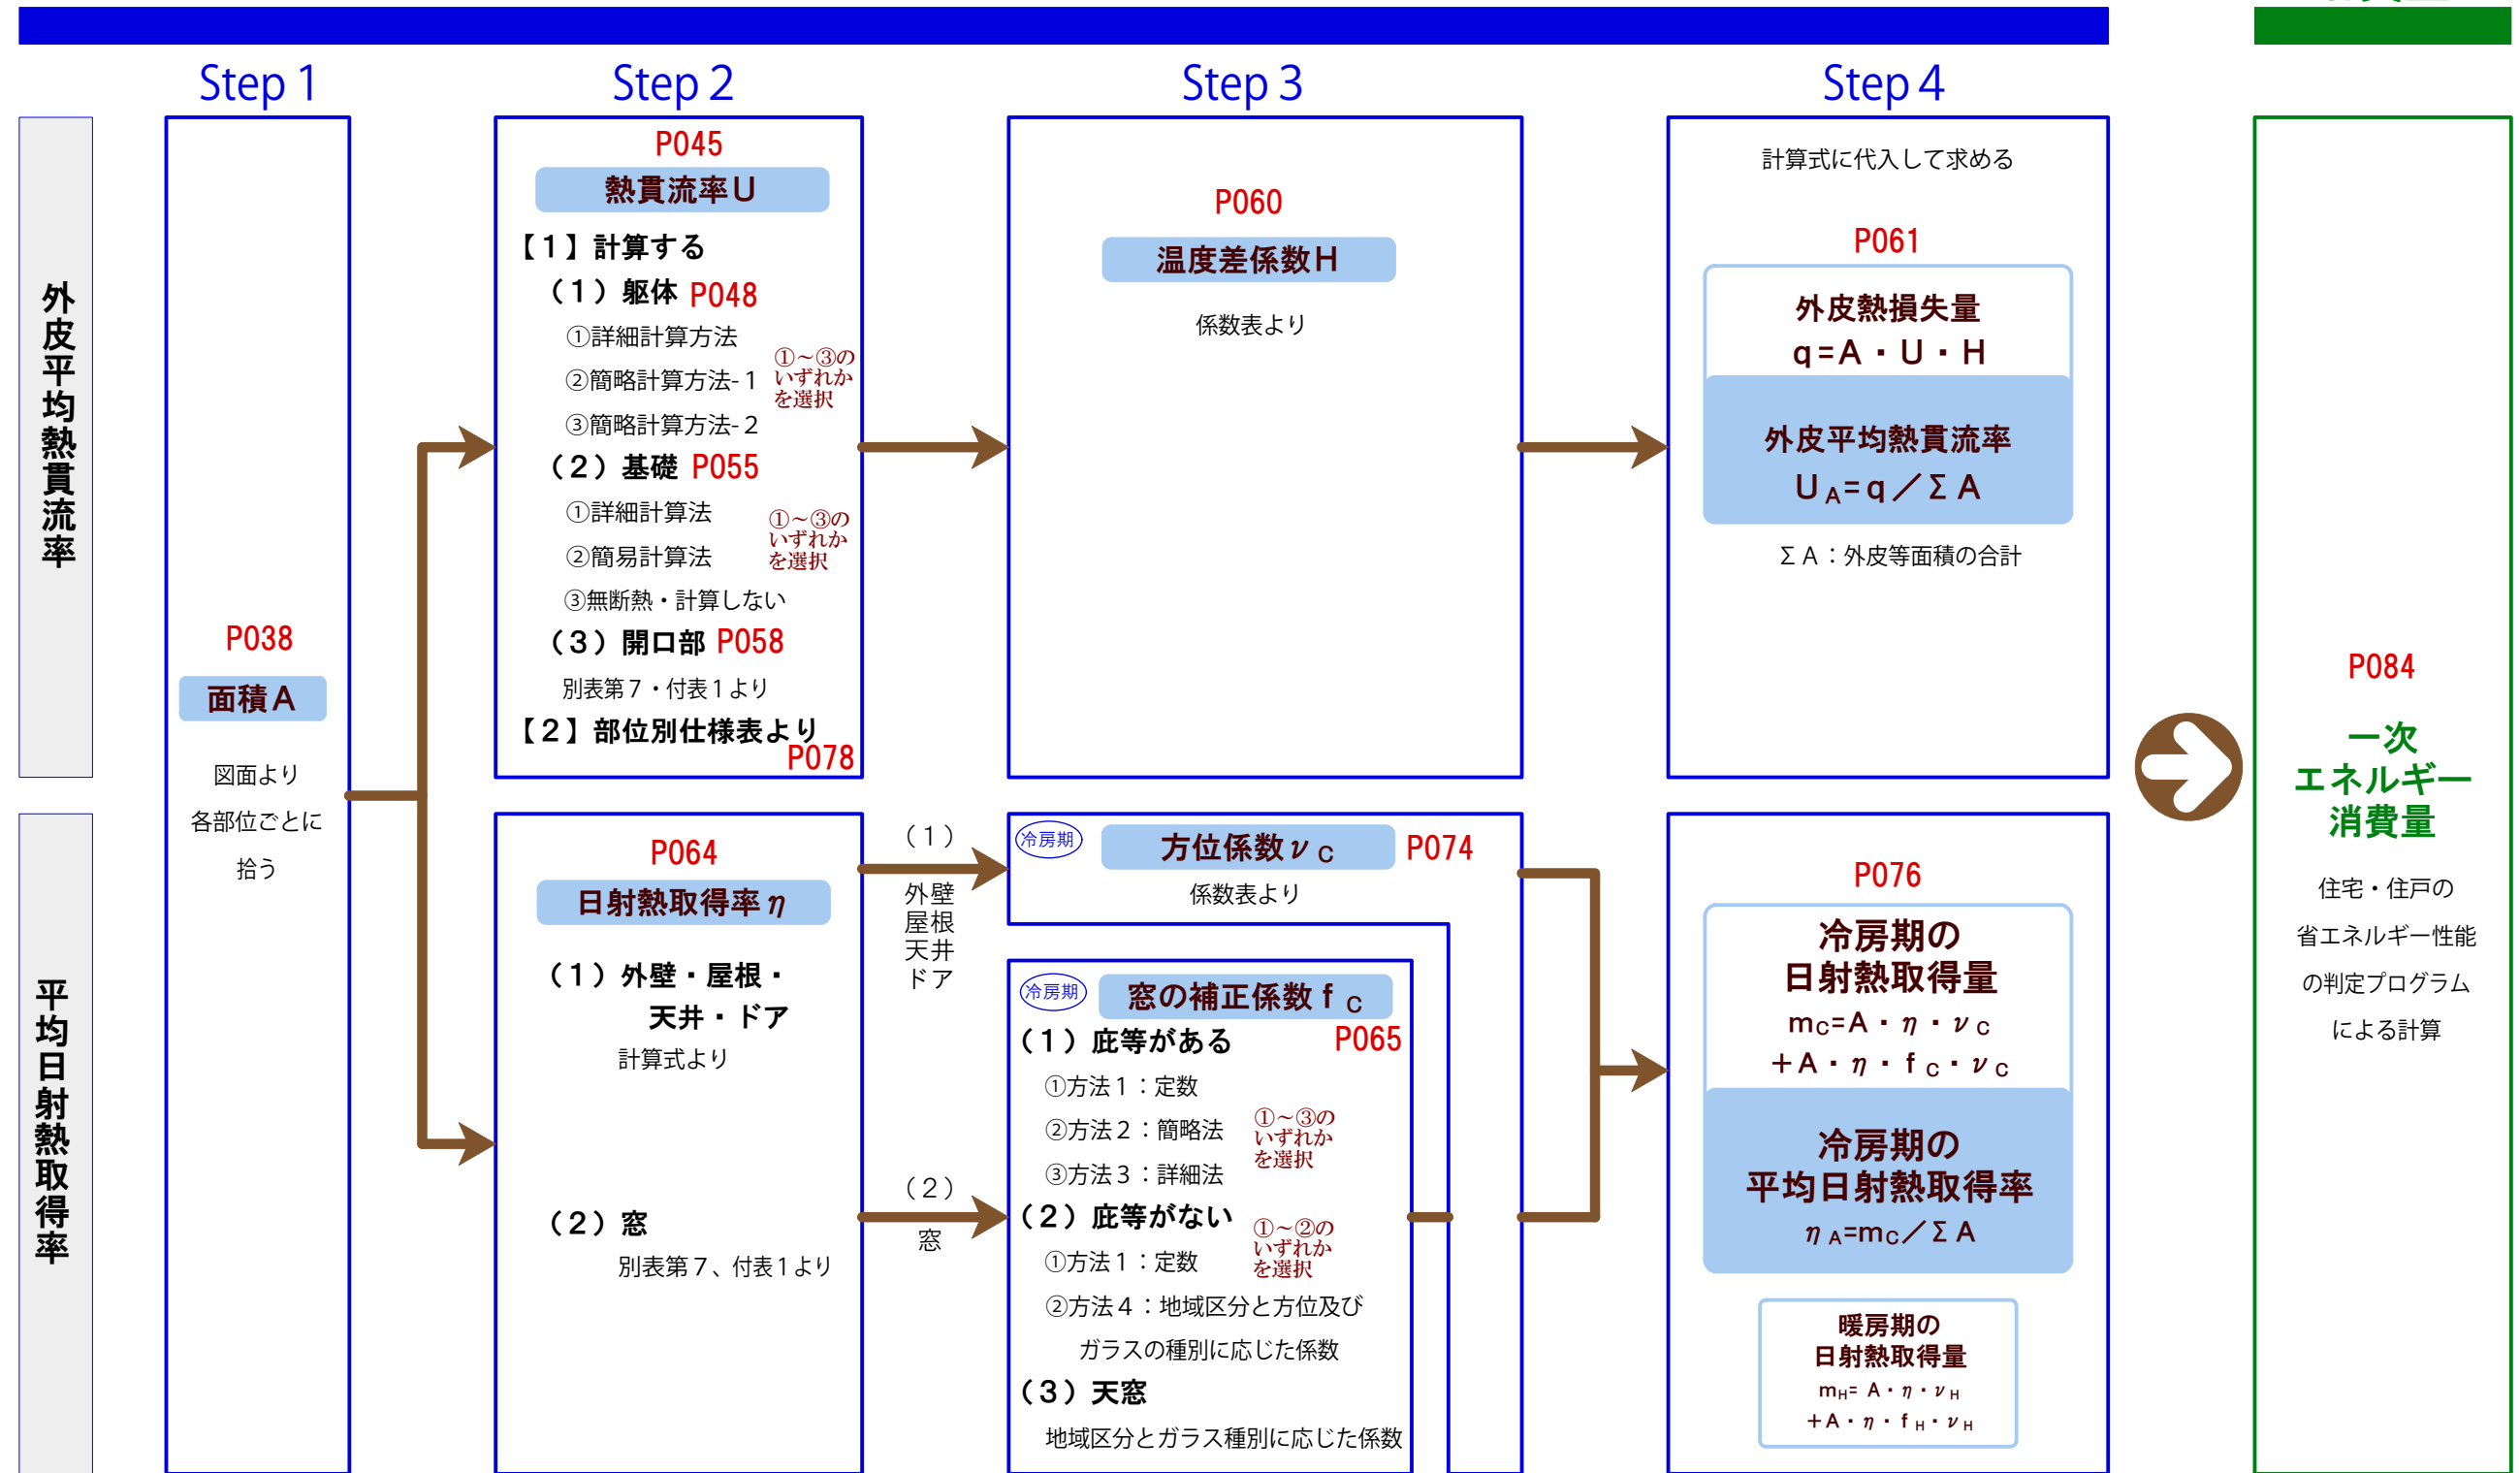 Step 1
Step 2
Step 3
Step 4
外皮平均熱貫流率
平均日射熱取得率
P038
面積A
図面より
各部位ごとに
拾う
P045
熱貫流率U
【1】計算する
(1)躯体 P048
①詳細計算方法
②簡略計算方法-1
③簡略計算方法-2
①~③の
いずれか
を選択
(2)基礎 P055
①詳細計算法
②簡易計算法
③無断熱・計算しない
①~③の
いずれか
を選択
(3)開口部 P058
別表第7・付表1より
【2】部位別仕様表より
P078
P060
温度差係数H
係数表より
計算式に代入して求める
P061
外皮熱損失量
q=A・U・H
外皮平均熱貫流率
UA=q/ΣA
ΣA:外皮等面積の合計
P064
日射熱取得率η
(1)外壁・屋根・
天井・ドア
計算式より
(2)窓
別表第7、付表1より
(1)
外壁
屋根
天井
ドア
(2)
窓
冷房期
方位係数νC P074
係数表より
冷房期
窓の補正係数fC
P065
(1)庇等がある
①方法1:定数
②方法2:簡略法
③方法3:詳細法
①~③の
いずれか
を選択
(2)庇等がない
①方法1:定数
①~②の
いずれか
を選択
②方法4:地域区分と方位及び
ガラスの種別に応じた係数
(3)天窓
地域区分とガラス種別に応じた係数
P076
冷房期の
日射熱取得量
mC=A・η・νC
+A・η・fC・νC
冷房期の
平均日射熱取得率
ηA=mC/ΣA
暖房期の
日射熱取得量
mH= A・η・νH
+A・η・fH・νH
P084
一次
エネルギー
消費量
住宅・住戸の
省エネルギー性能
の判定プログラム
による計算